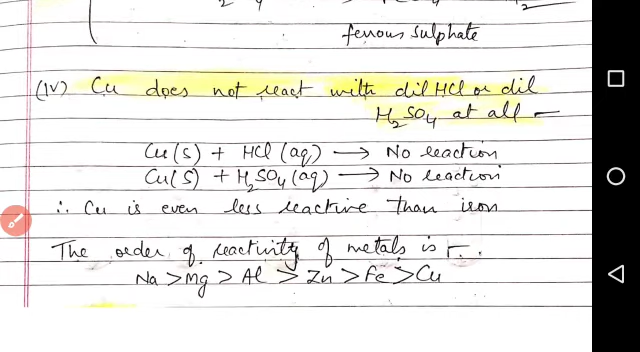 ferrous sulphate
(IV) Cu does not react with dil HCl or dil
H₂SO₄ at all –
Cu(s) + HCl (aq) → No reaction
Cu(s) + H₂SO₄ (aq) → No reaction
∴ Cu is even less reactive than iron
The order of reactivity of metals is :-
Na > Mg > Al > Zn > Fe > Cu